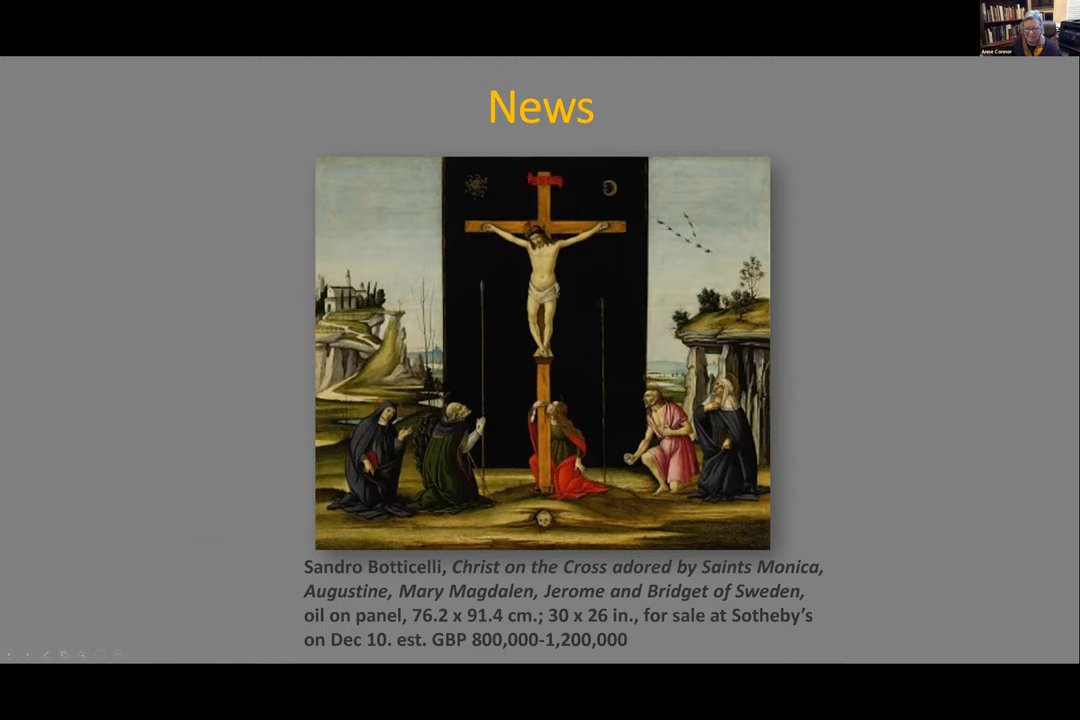 Anne Connor
News
Sandro Botticelli, Christ on the Cross adored by Saints Monica,
Augustine, Mary Magdalen, Jerome and Bridget of Sweden,
oil on panel, 76.2 x 91.4 cm.; 30 x 26 in., for sale at Sotheby's
on Dec 10. est. GBP 800,000-1,200,000